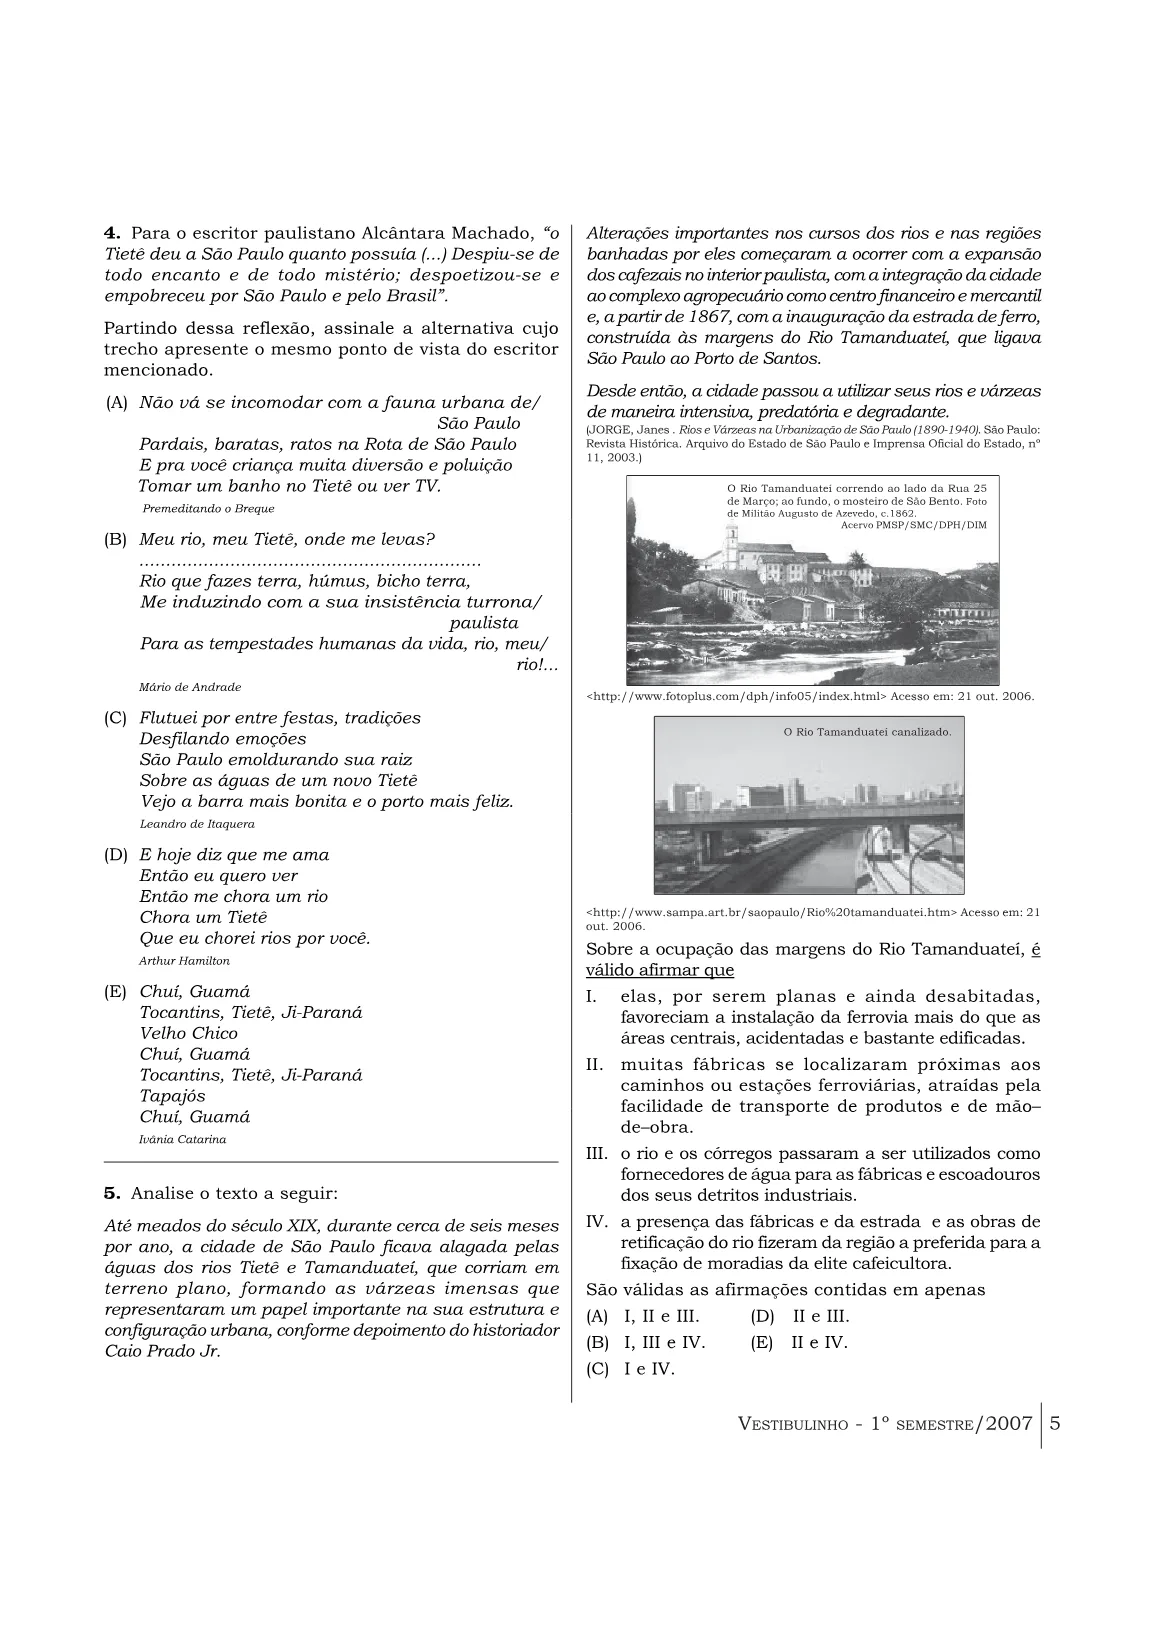 4. Para o escritor paulistano Alcântara Machado, “o
Tietê deu a São Paulo quanto possuía (...) Despiu-se de
todo encanto e de todo mistério; despoetizou-se e
empobreceu por São Paulo e pelo Brasil”.
Partindo dessa reflexão, assinale a alternativa cujo
trecho apresente o mesmo ponto de vista do escritor
mencionado.
(A) Não vá se incomodar com a fauna urbana de/
São Paulo
Pardais, baratas, ratos na Rota de São Paulo
E pra você criança muita diversão e poluição
Tomar um banho no Tietê ou ver TV.
Premeditando o Breque
(B) Meu rio, meu Tietê, onde me levas?
................................................................
Rio que fazes terra, húmus, bicho terra,
Me induzindo com a sua insistência turrona/
paulista
Para as tempestades humanas da vida, rio, meu/
rio!...
Mário de Andrade
(C) Flutuei por entre festas, tradições
Desfilando emoções
São Paulo emoldurando sua raiz
Sobre as águas de um novo Tietê
Vejo a barra mais bonita e o porto mais feliz.
Leandro de Itaquera
(D) E hoje diz que me ama
Então eu quero ver
Então me chora um rio
Chora um Tietê
Que eu chorei rios por você.
Arthur Hamilton
(E) Chuí, Guamá
Tocantins, Tietê, Ji-Paraná
Velho Chico
Chuí, Guamá
Tocantins, Tietê, Ji-Paraná
Tapajós
Chuí, Guamá
Ivânia Catarina
5. Analise o texto a seguir:
Até meados do século XIX, durante cerca de seis meses
por ano, a cidade de São Paulo ficava alagada pelas
águas dos rios Tietê e Tamanduateí, que corriam em
terreno plano, formando as várzeas imensas que
representaram um papel importante na sua estrutura e
configuração urbana, conforme depoimento do historiador
Caio Prado Jr.
Alterações importantes nos cursos dos rios e nas regiões
banhadas por eles começaram a ocorrer com a expansão
dos cafezais no interior paulista, com a integração da cidade
ao complexo agropecuário como centro financeiro e mercantil
e, a partir de 1867, com a inauguração da estrada de ferro,
construída às margens do Rio Tamanduateí, que ligava
São Paulo ao Porto de Santos.
Desde então, a cidade passou a utilizar seus rios e várzeas
de maneira intensiva, predatória e degradante.
(JORGE, Janes . Rios e Várzeas na Urbanização de São Paulo (1890-1940). São Paulo:
Revista Histórica. Arquivo do Estado de São Paulo e Imprensa Oficial do Estado, nº
11, 2003.)
O Rio Tamanduatei correndo ao lado da Rua 25
de Março; ao fundo, o mosteiro de São Bento. Foto
de Militão Augusto de Azevedo, c.1862.
Acervo PMSP/SMC/DPH/DIM
<http://www.fotoplus.com/dph/info05/index.html> Acesso em: 21 out. 2006.
O Rio Tamanduatei canalizado.
<http://www.sampa.art.br/saopaulo/Rio%20tamanduatei.htm> Acesso em: 21
out. 2006.
Sobre a ocupação das margens do Rio Tamanduateí, é
válido afirmar que
I. elas, por serem planas e ainda desabitadas,
favoreciam a instalação da ferrovia mais do que as
áreas centrais, acidentadas e bastante edificadas.
II. muitas fábricas se localizaram próximas aos
caminhos ou estações ferroviárias, atraídas pela
facilidade de transporte de produtos e de mão–
de–obra.
III. o rio e os córregos passaram a ser utilizados como
fornecedores de água para as fábricas e escoadouros
dos seus detritos industriais.
IV. a presença das fábricas e da estrada e as obras de
retificação do rio fizeram da região a preferida para a
fixação de moradias da elite cafeicultora.
São válidas as afirmações contidas em apenas
(A) I, II e III. (D) II e III.
(B) I, III e IV. (E) II e IV.
(C) I e IV.
VESTIBULINHO - 1º SEMESTRE/2007 5